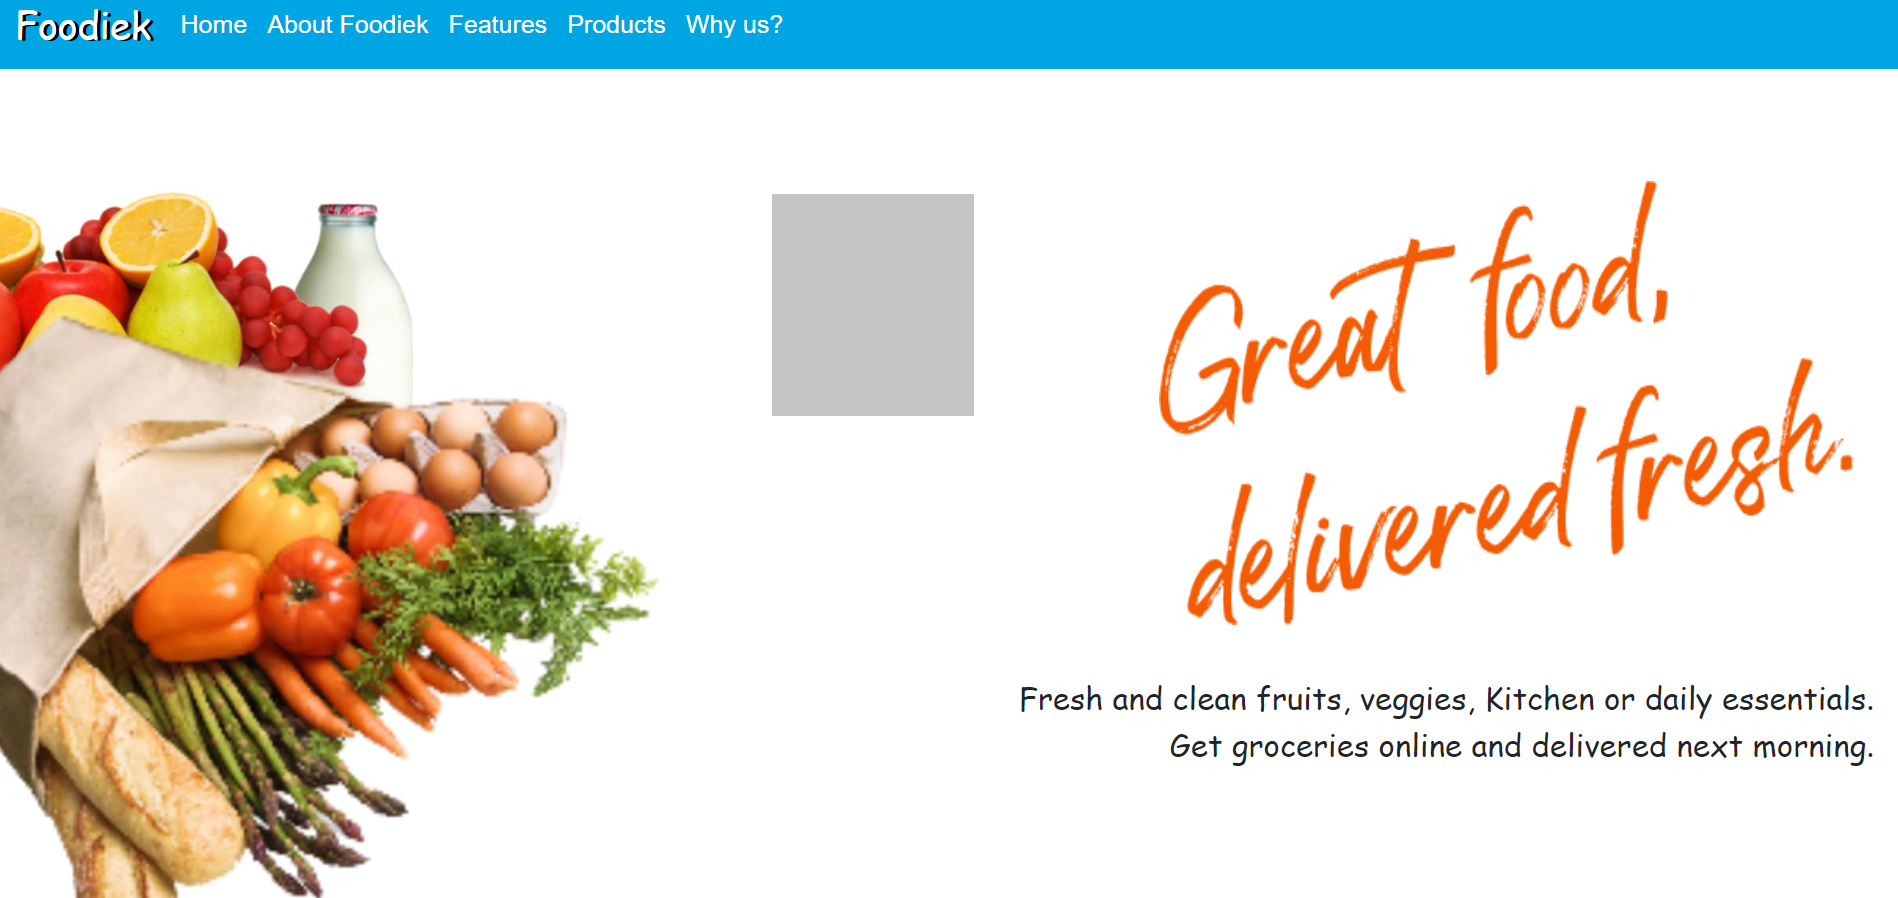 Foodiek Home About Foodiek Features Products Why us?
Great food,
delivered fresh.
Fresh and clean fruits, veggies, Kitchen or daily essentials.
Get groceries online and delivered next morning.